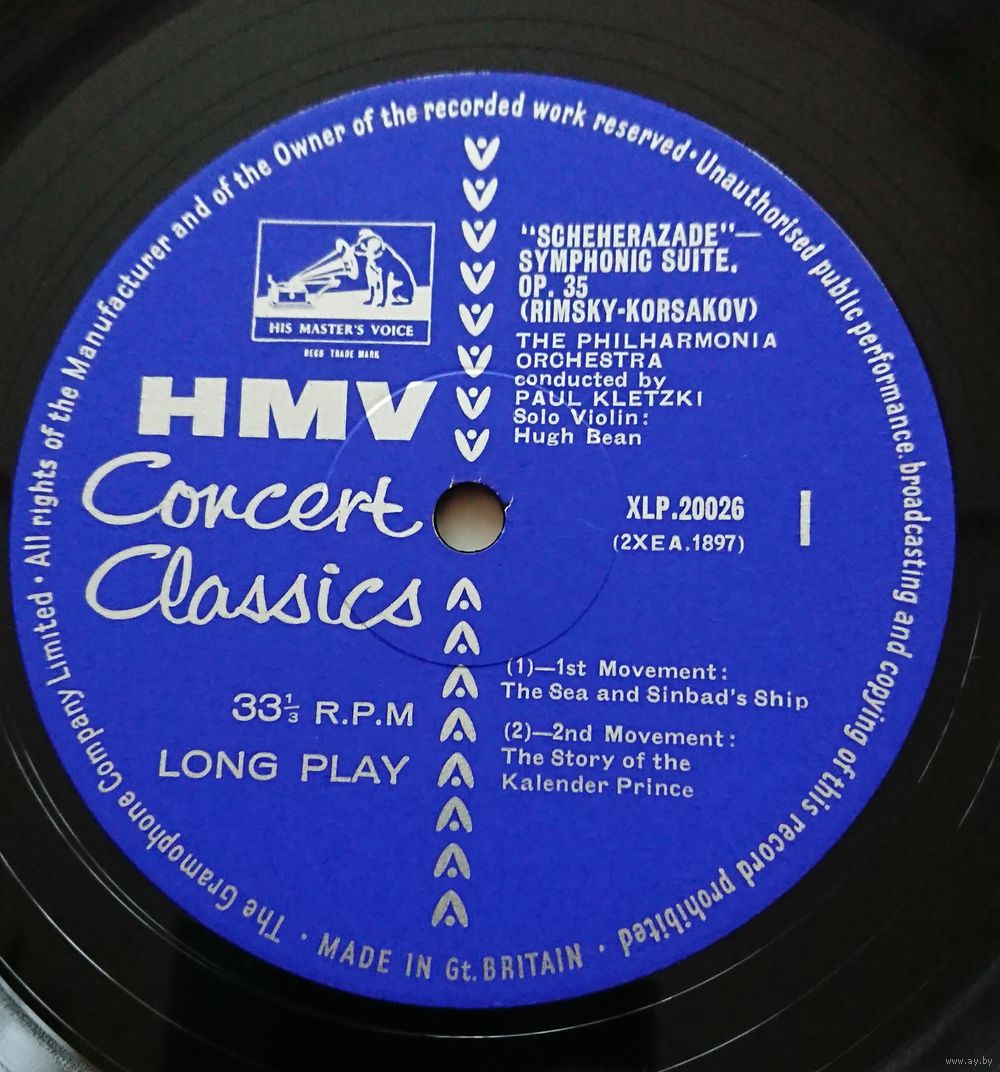 The Gramophone Company Limited • All rights of the Manufacturer and of the Owner of the recorded work reserved • Unauthorised public performance, broadcasting and copying of this record prohibited •
HIS MASTER'S VOICE
REGD TRADE MARK
HMV
Concert
Classics
33⅓ R.P.M
LONG PLAY
"SCHEHERAZADE"—
SYMPHONIC SUITE,
OP. 35
(RIMSKY-KORSAKOV)
THE PHILHARMONIA
ORCHESTRA
conducted by
PAUL KLETZKI
Solo Violin:
Hugh Bean
XLP.20026
(2XEA.1897)
1
(1)—1st Movement:
The Sea and Sinbad's Ship
(2)—2nd Movement:
The Story of the
Kalender Prince
• MADE IN Gt. BRITAIN •
www.ay.by